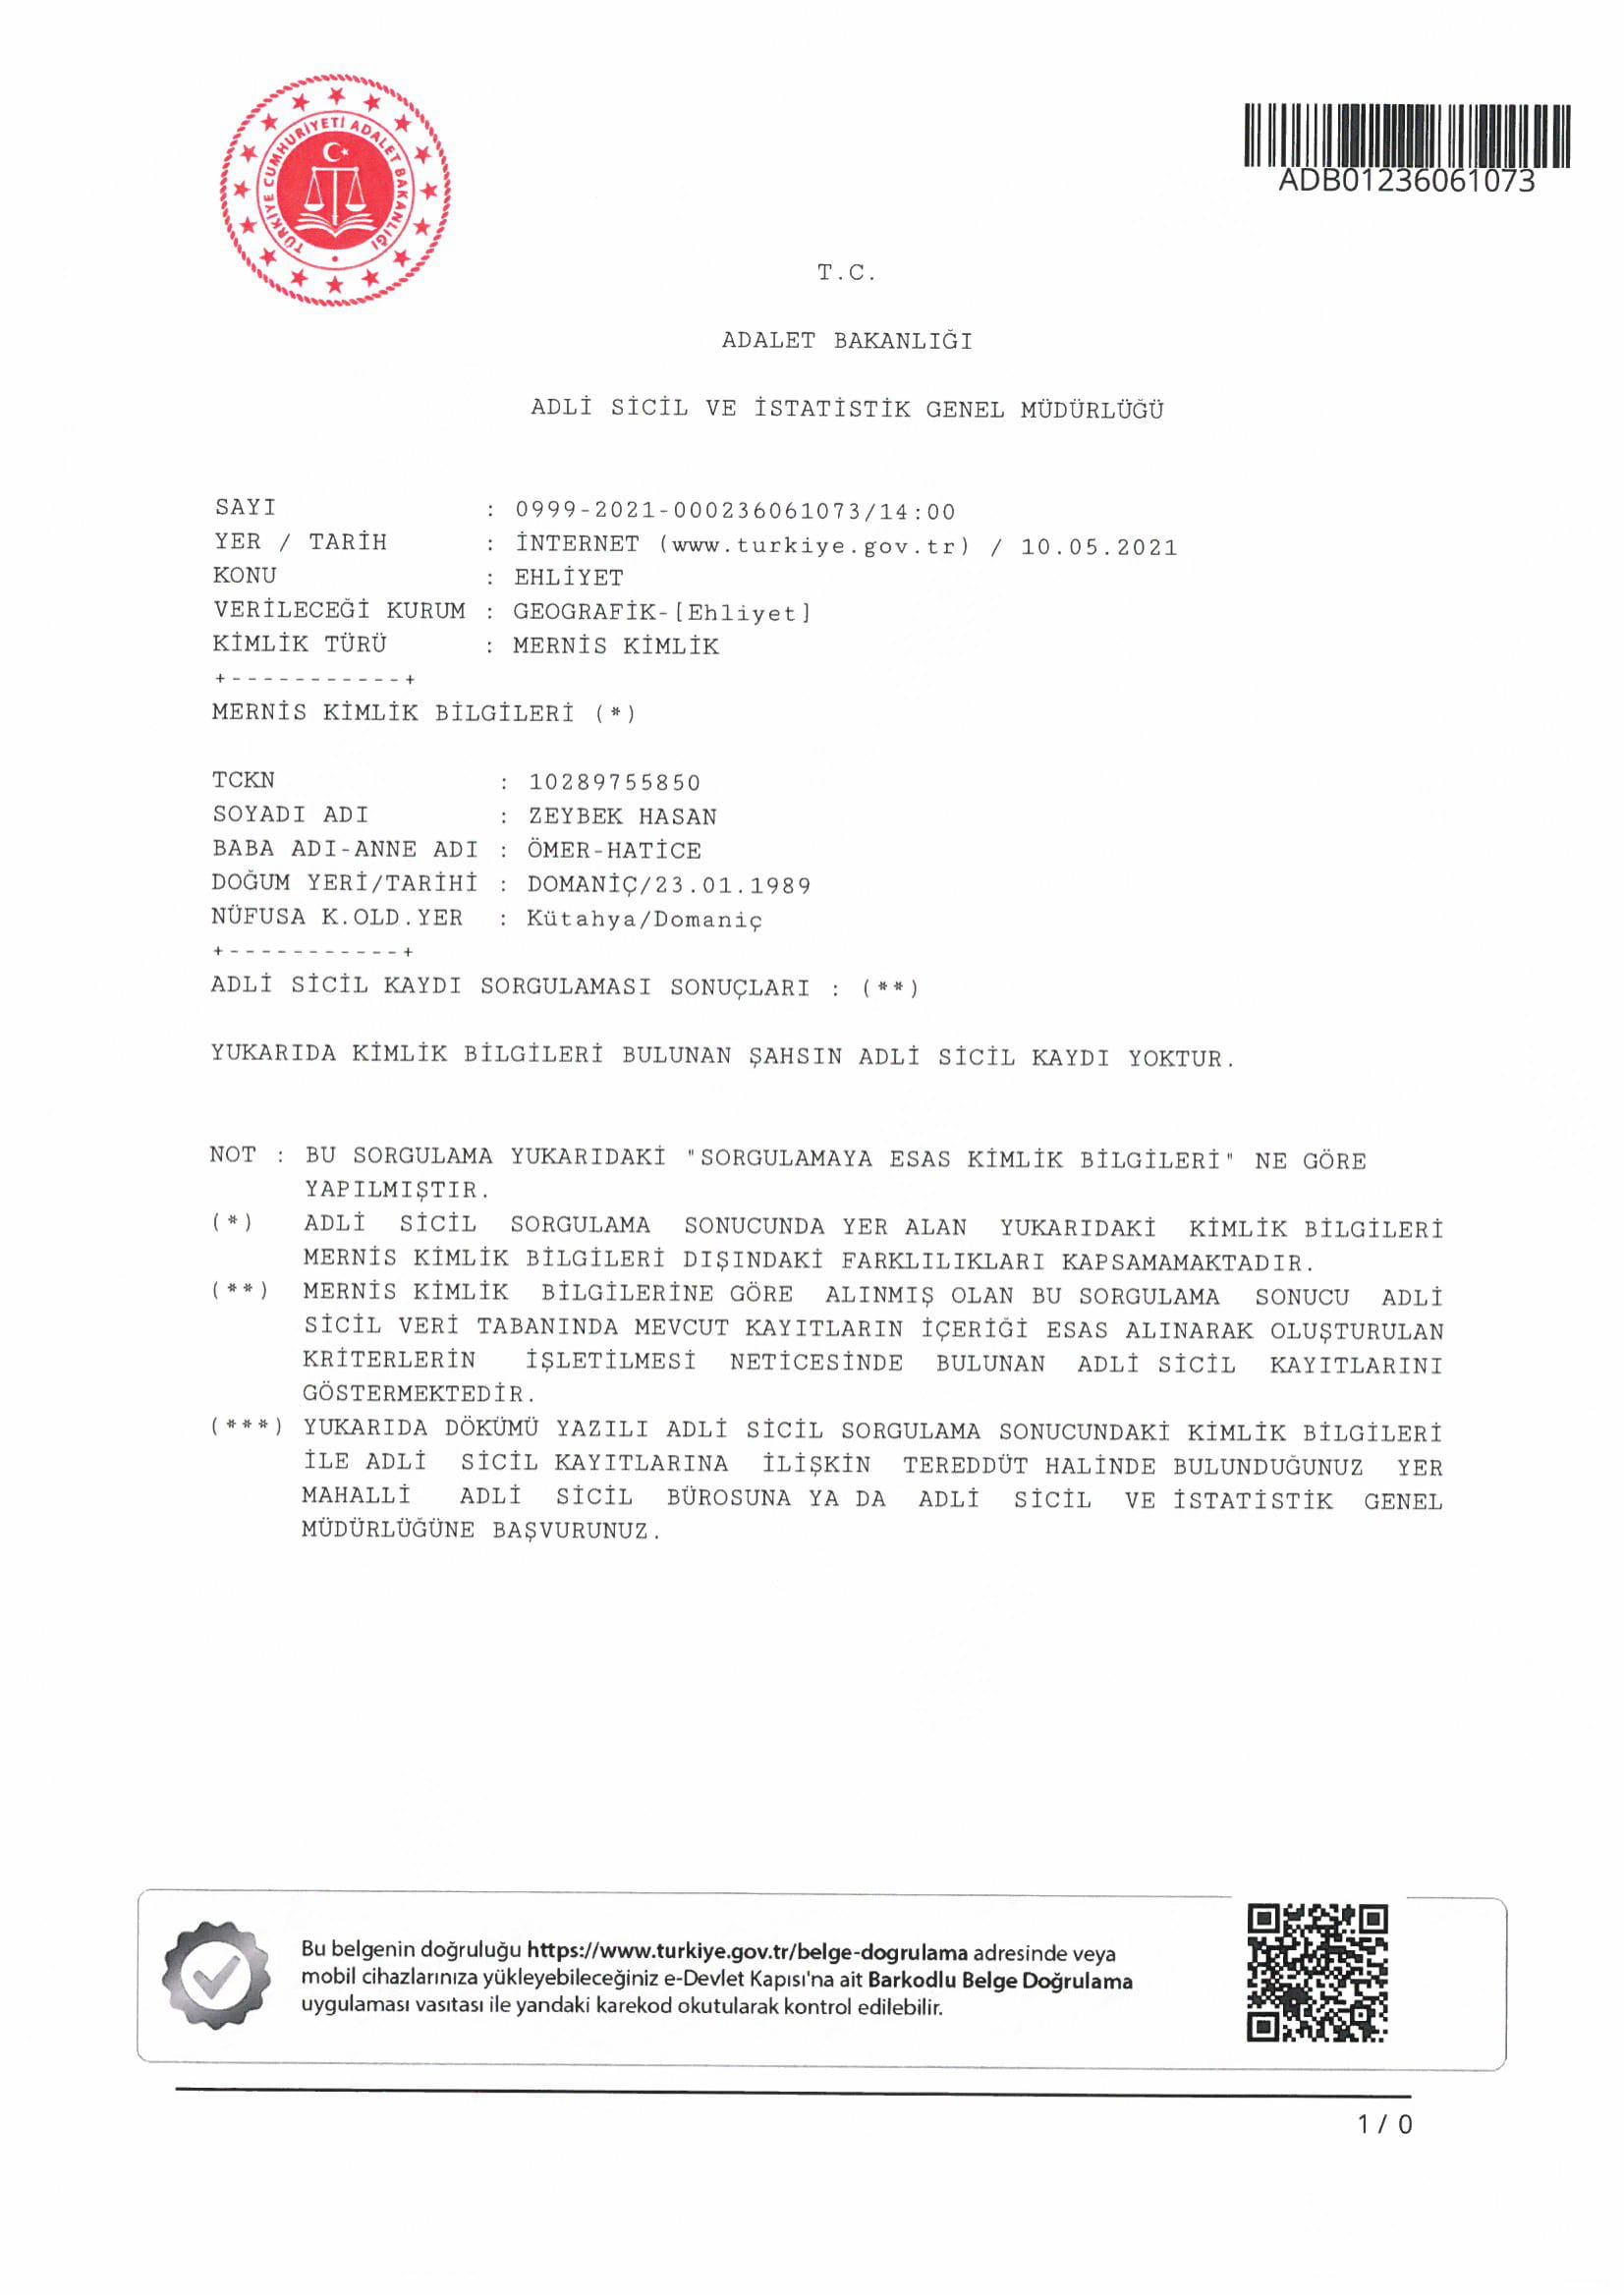 TÜRKİYE CUMHURİYETİ ADALET BAKANLIĞI
ADB01236061073
T.C.
ADALET BAKANLIĞI
ADLİ SİCİL VE İSTATİSTİK GENEL MÜDÜRLÜĞÜ
SAYI : 0999-2021-000236061073/14:00
YER / TARİH : İNTERNET (www.turkiye.gov.tr) / 10.05.2021
KONU : EHLİYET
VERİLECEĞİ KURUM : GEOGRAFİK-[Ehliyet]
KİMLİK TÜRÜ : MERNİS KİMLİK
+-----------+
MERNİS KİMLİK BİLGİLERİ (*)
TCKN : 10289755850
SOYADI ADI : ZEYBEK HASAN
BABA ADI-ANNE ADI : ÖMER-HATİCE
DOĞUM YERİ/TARİHİ : DOMANİÇ/23.01.1989
NÜFUSA K.OLD.YER : Kütahya/Domaniç
+-----------+
ADLİ SİCİL KAYDI SORGULAMASI SONUÇLARI : (**)
YUKARIDA KİMLİK BİLGİLERİ BULUNAN ŞAHSIN ADLİ SİCİL KAYDI YOKTUR.
NOT : BU SORGULAMA YUKARIDAKİ "SORGULAMAYA ESAS KİMLİK BİLGİLERİ" NE GÖRE
YAPILMIŞTIR.
(*) ADLİ SİCİL SORGULAMA SONUCUNDA YER ALAN YUKARIDAKİ KİMLİK BİLGİLERİ
MERNİS KİMLİK BİLGİLERİ DIŞINDAKİ FARKLILIKLARI KAPSAMAMAKTADIR.
(**) MERNİS KİMLİK BİLGİLERİNE GÖRE ALINMIŞ OLAN BU SORGULAMA SONUCU ADLİ
SİCİL VERİ TABANINDA MEVCUT KAYITLARIN İÇERİĞİ ESAS ALINARAK OLUŞTURULAN
KRİTERLERİN İŞLETİLMESİ NETİCESİNDE BULUNAN ADLİ SİCİL KAYITLARINI
GÖSTERMEKTEDİR.
(***) YUKARIDA DÖKÜMÜ YAZILI ADLİ SİCİL SORGULAMA SONUCUNDAKİ KİMLİK BİLGİLERİ
İLE ADLİ SİCİL KAYITLARINA İLİŞKİN TEREDDÜT HALİNDE BULUNDUĞUNUZ YER
MAHALLİ ADLİ SİCİL BÜROSUNA YA DA ADLİ SİCİL VE İSTATİSTİK GENEL
MÜDÜRLÜĞÜNE BAŞVURUNUZ.
Bu belgenin doğruluğu https://www.turkiye.gov.tr/belge-dogrulama adresinde veya
mobil cihazlarınıza yükleyebileceğiniz e-Devlet Kapısı'na ait Barkodlu Belge Doğrulama
uygulaması vasıtası ile yandaki karekod okutularak kontrol edilebilir.
1 / 0